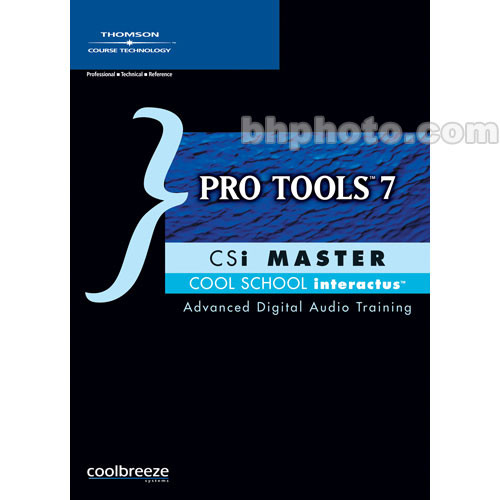 THOMSON
COURSE TECHNOLOGY
Professional ■ Technical ■ Reference
bhphoto.com
PRO TOOLS™ 7
CSi MASTER
COOL SCHOOL interactus™
Advanced Digital Audio Training
coolbreeze
systems